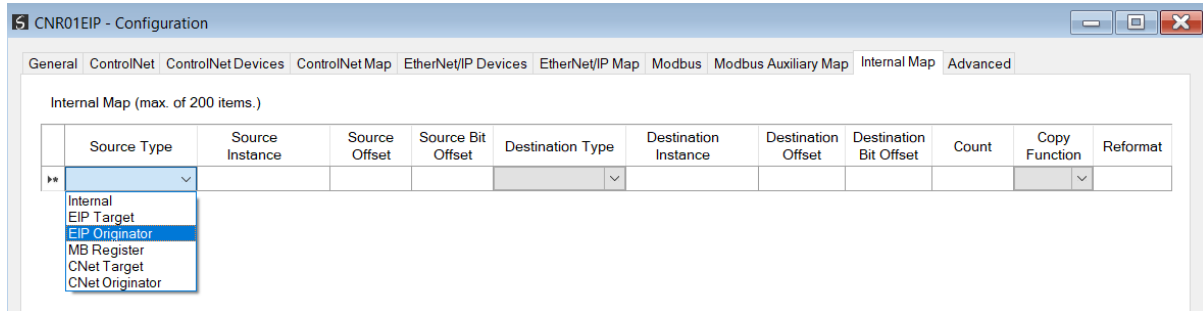 CNR01EIP - Configuration
General ControlNet ControlNet Devices ControlNet Map EtherNet/IP Devices EtherNet/IP Map Modbus Modbus Auxiliary Map Internal Map Advanced
Internal Map (max. of 200 items.)
Source Type Source Instance Source Offset Source Bit Offset Destination Type Destination Instance Destination Offset Destination Bit Offset Count Copy Function Reformat
Internal
EIP Target
EIP Originator
MB Register
CNet Target
CNet Originator